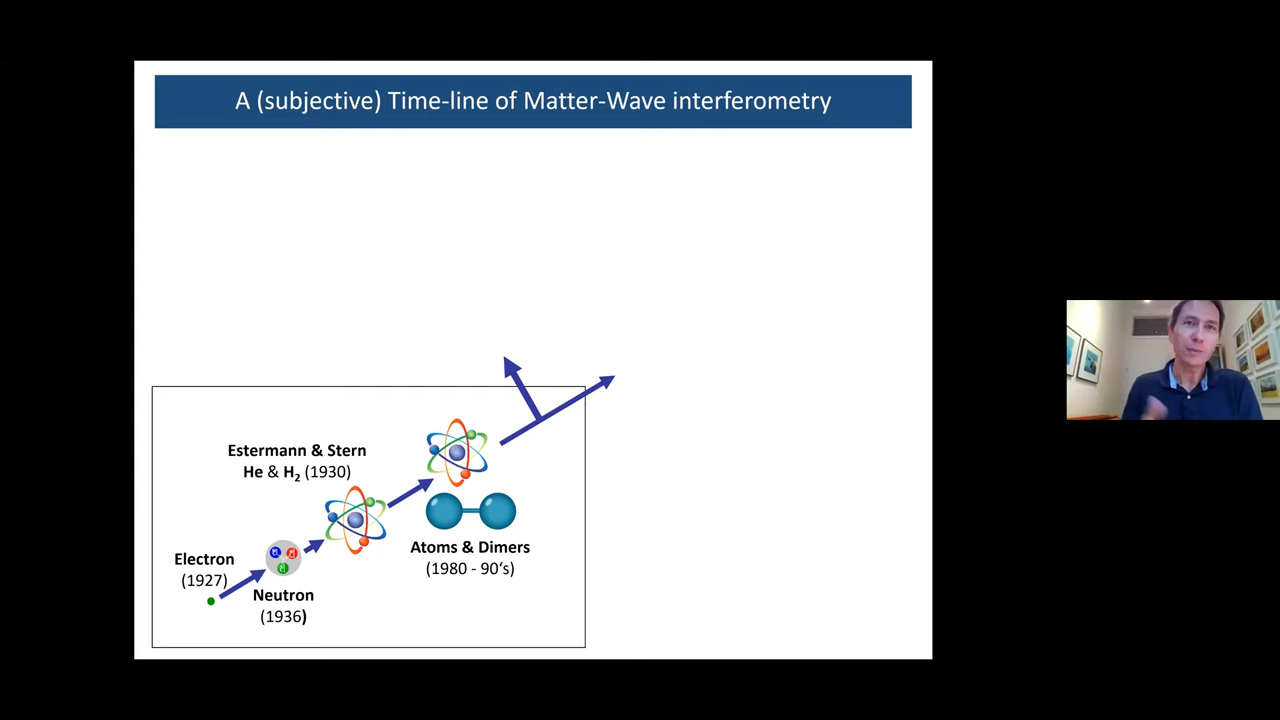 A (subjective) Time-line of Matter-Wave interferometry
Estermann & Stern
He & H₂ (1930)
Electron
(1927)
Neutron
(1936)
Atoms & Dimers
(1980 - 90‘s)